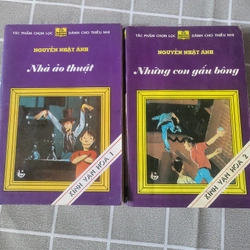 TÁC PHẨM CHỌN LỌC DÀNH CHO THIẾU NHI
NGUYỄN NHẬT ÁNH
Nhà ảo thuật
KÍNH VẠN HOA 1
TÁC PHẨM CHỌN LỌC DÀNH CHO THIẾU NHI
NGUYỄN NHẬT ÁNH
Những con gấu bông
KÍNH VẠN HOA 2